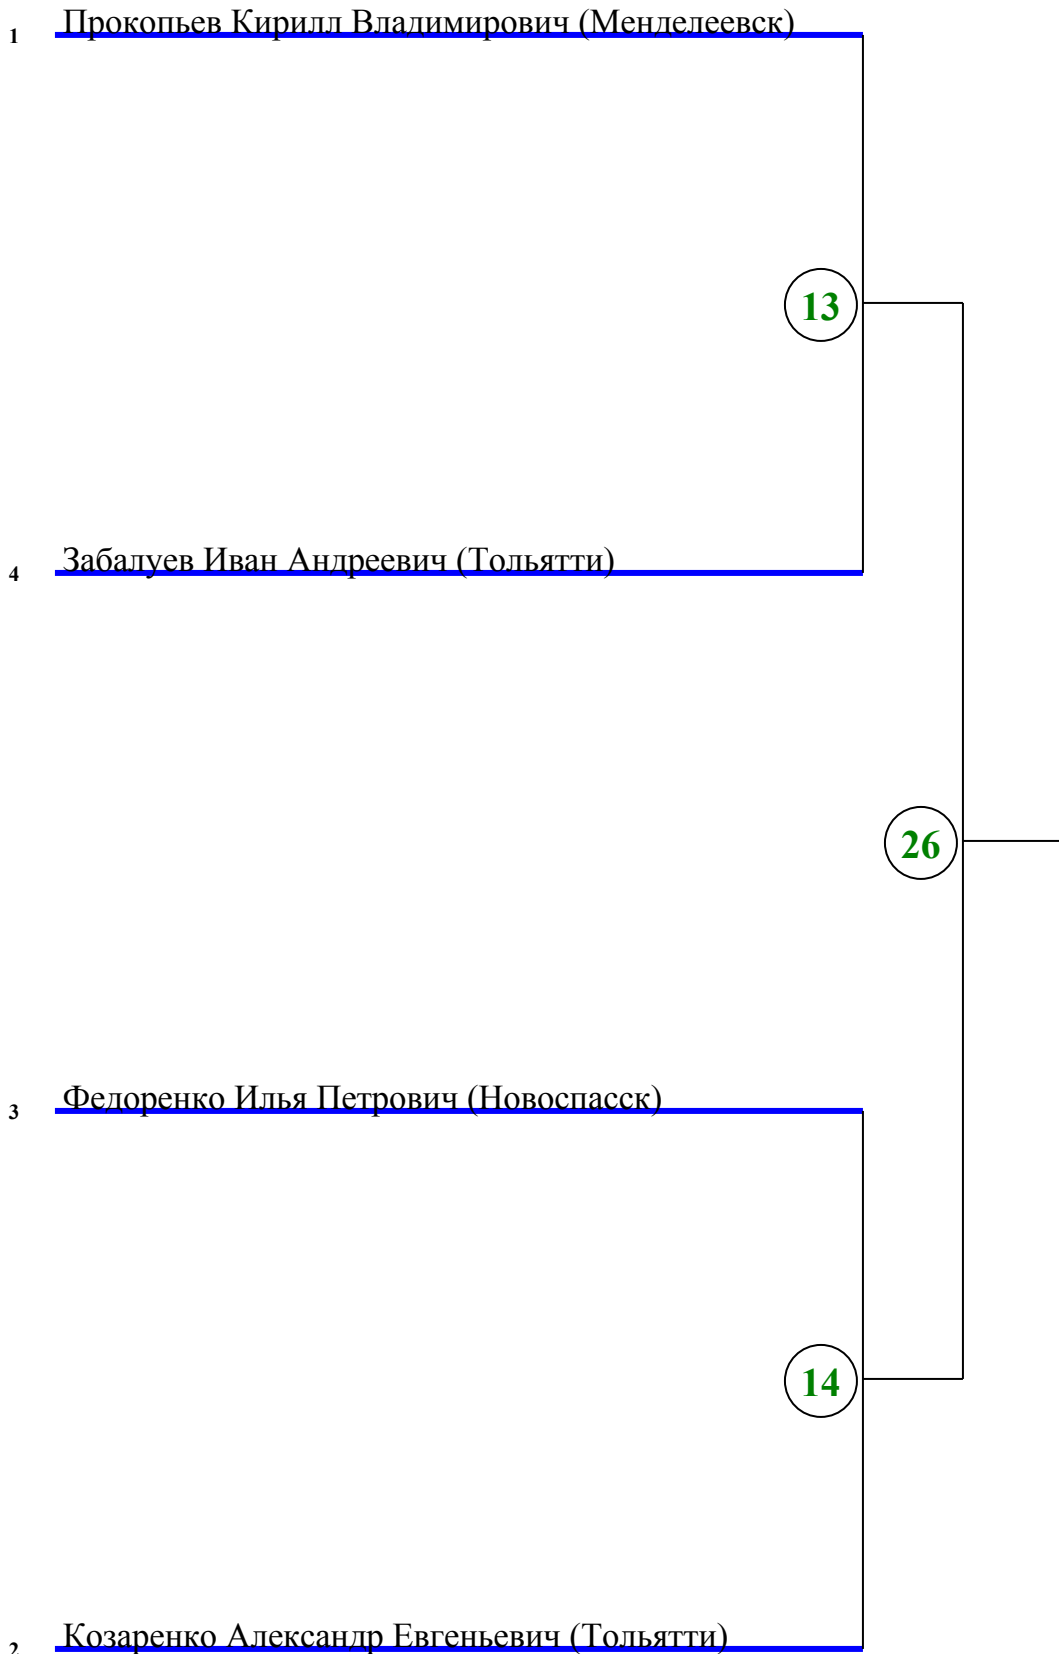 1 Прокопьев Кирилл Владимирович (Менделеевск)
13
4 Забалуев Иван Андреевич (Тольятти)
26
3 Федоренко Илья Петрович (Новоспасск)
14
2 Козаренко Александр Евгеньевич (Тольятти)